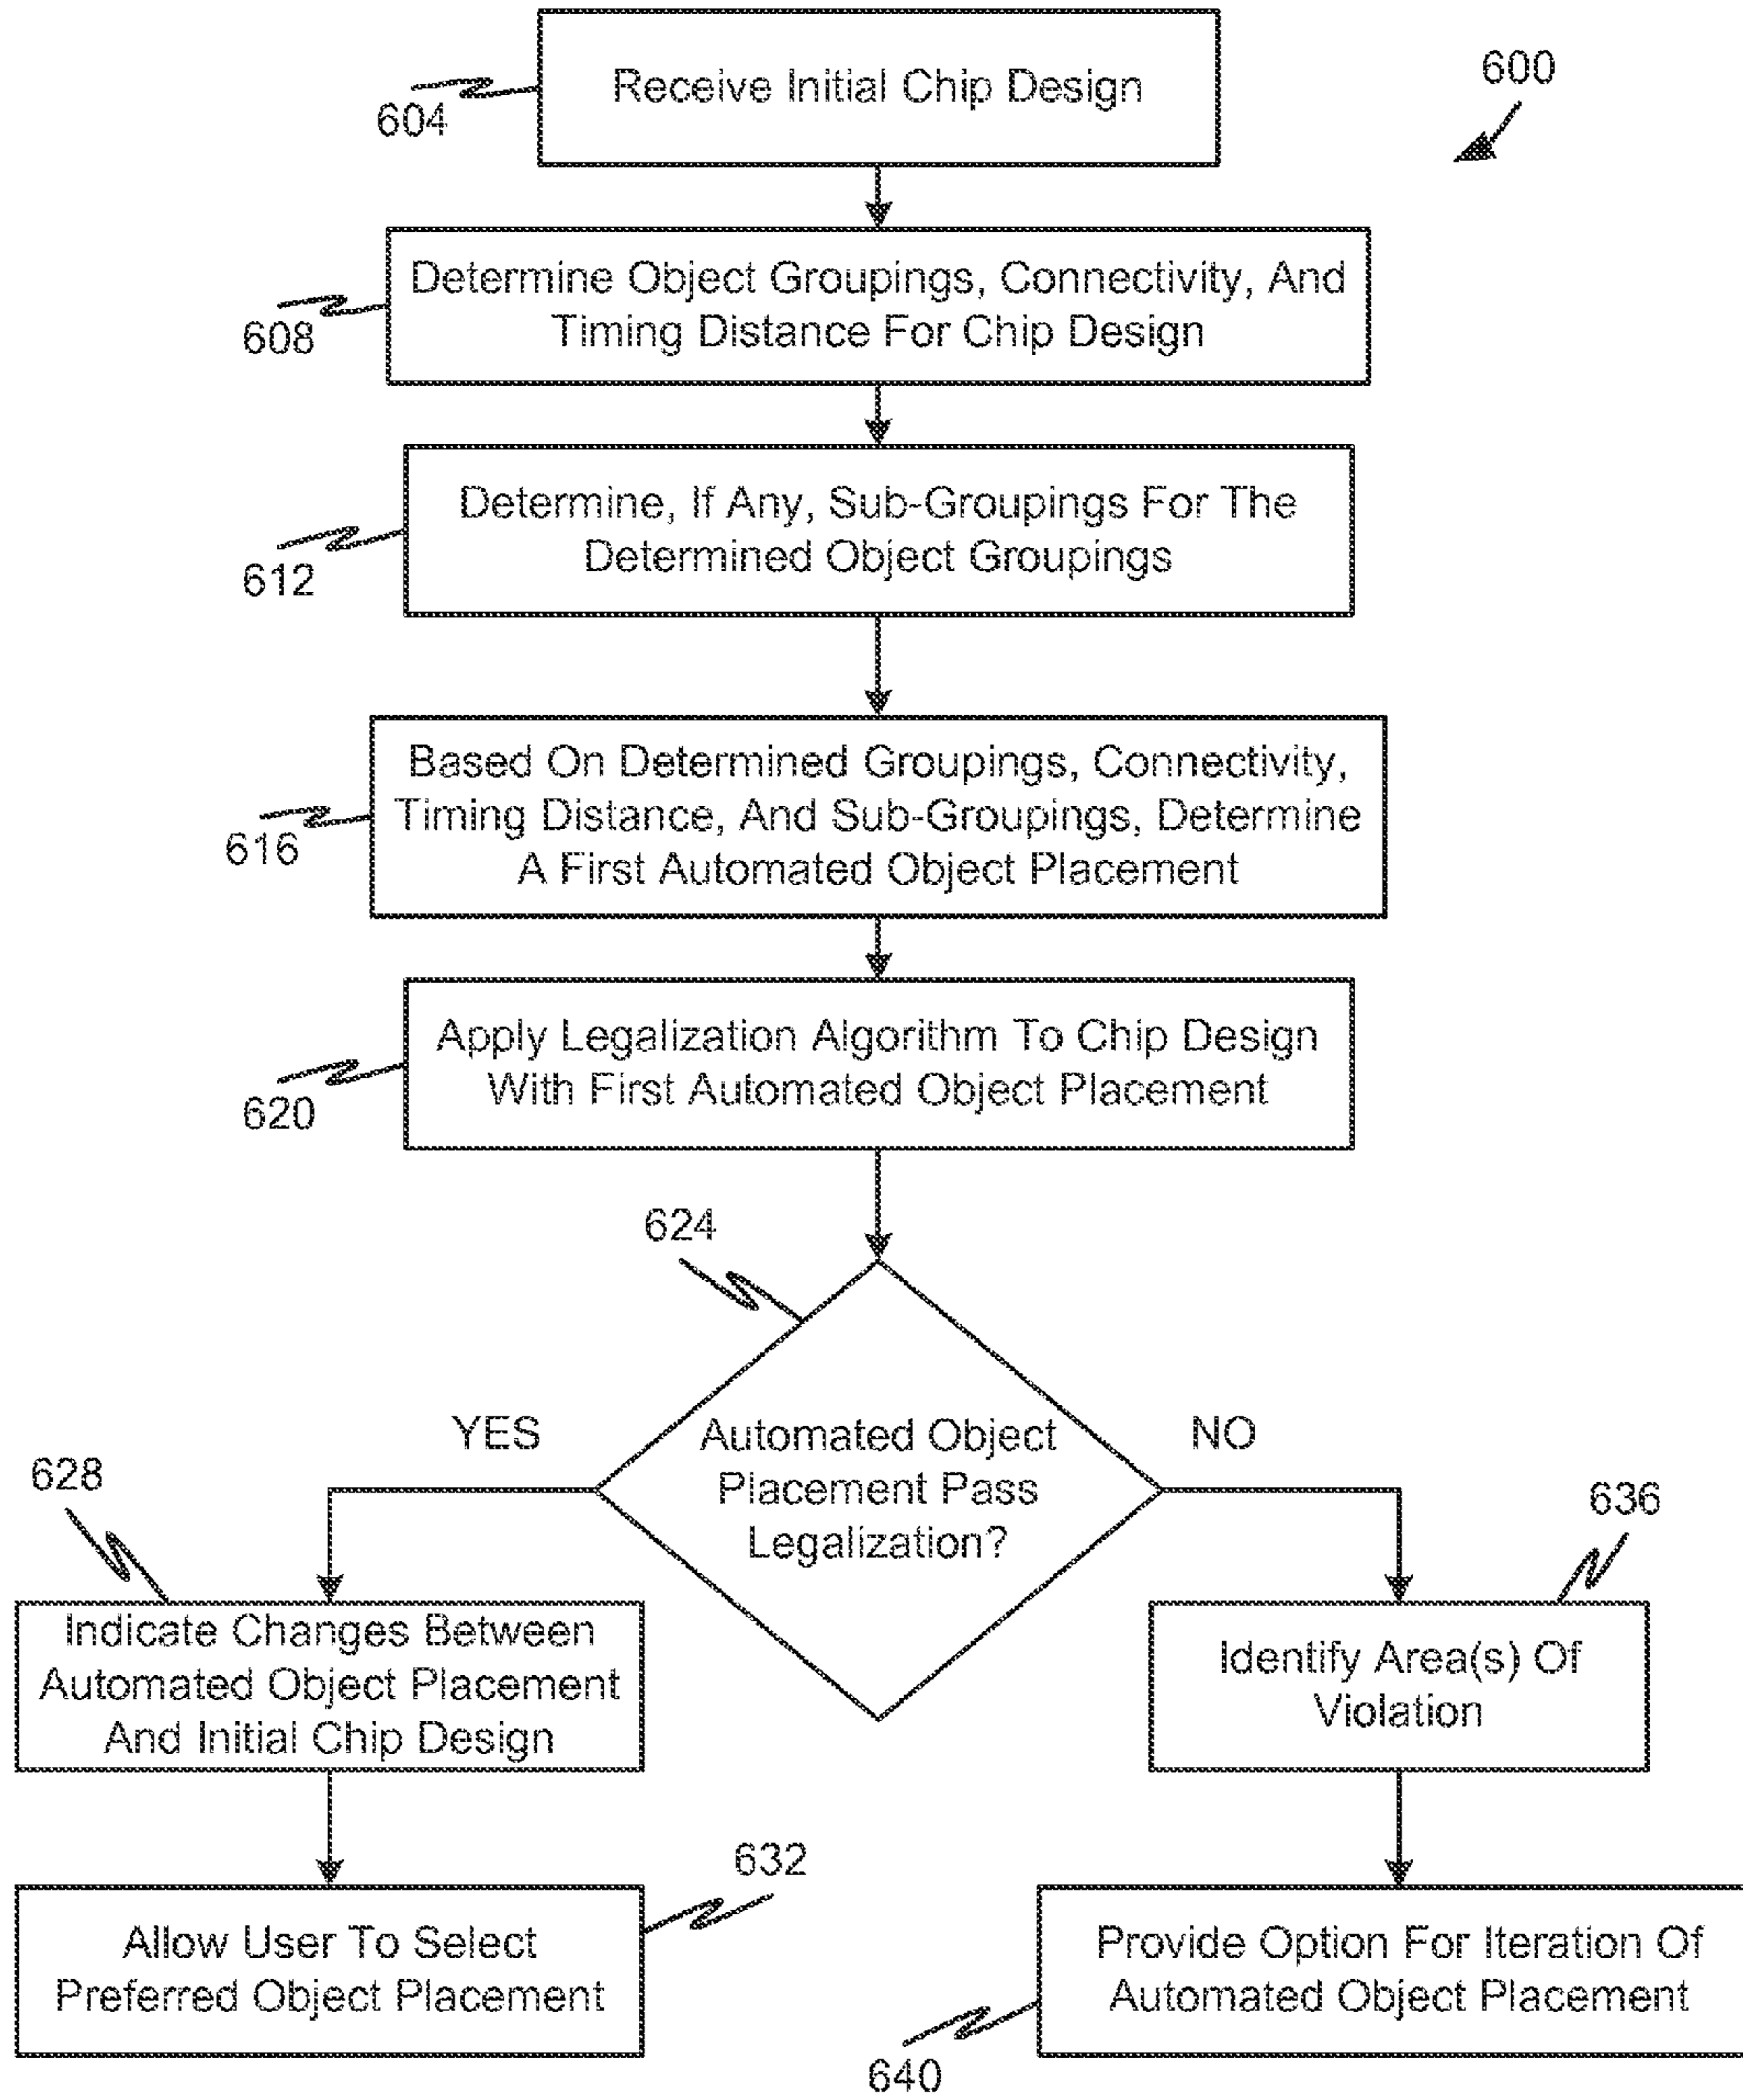 Receive Initial Chip Design
600
604
Determine Object Groupings, Connectivity, And
Timing Distance For Chip Design
608
Determine, If Any, Sub-Groupings For The
Determined Object Groupings
612
Based On Determined Groupings, Connectivity,
Timing Distance, And Sub-Groupings, Determine
A First Automated Object Placement
616
Apply Legalization Algorithm To Chip Design
With First Automated Object Placement
620
624
Automated Object
Placement Pass
Legalization?
YES
NO
628
636
Indicate Changes Between
Automated Object Placement
And Initial Chip Design
Identify Area(s) Of
Violation
632
Allow User To Select
Preferred Object Placement
Provide Option For Iteration Of
Automated Object Placement
640